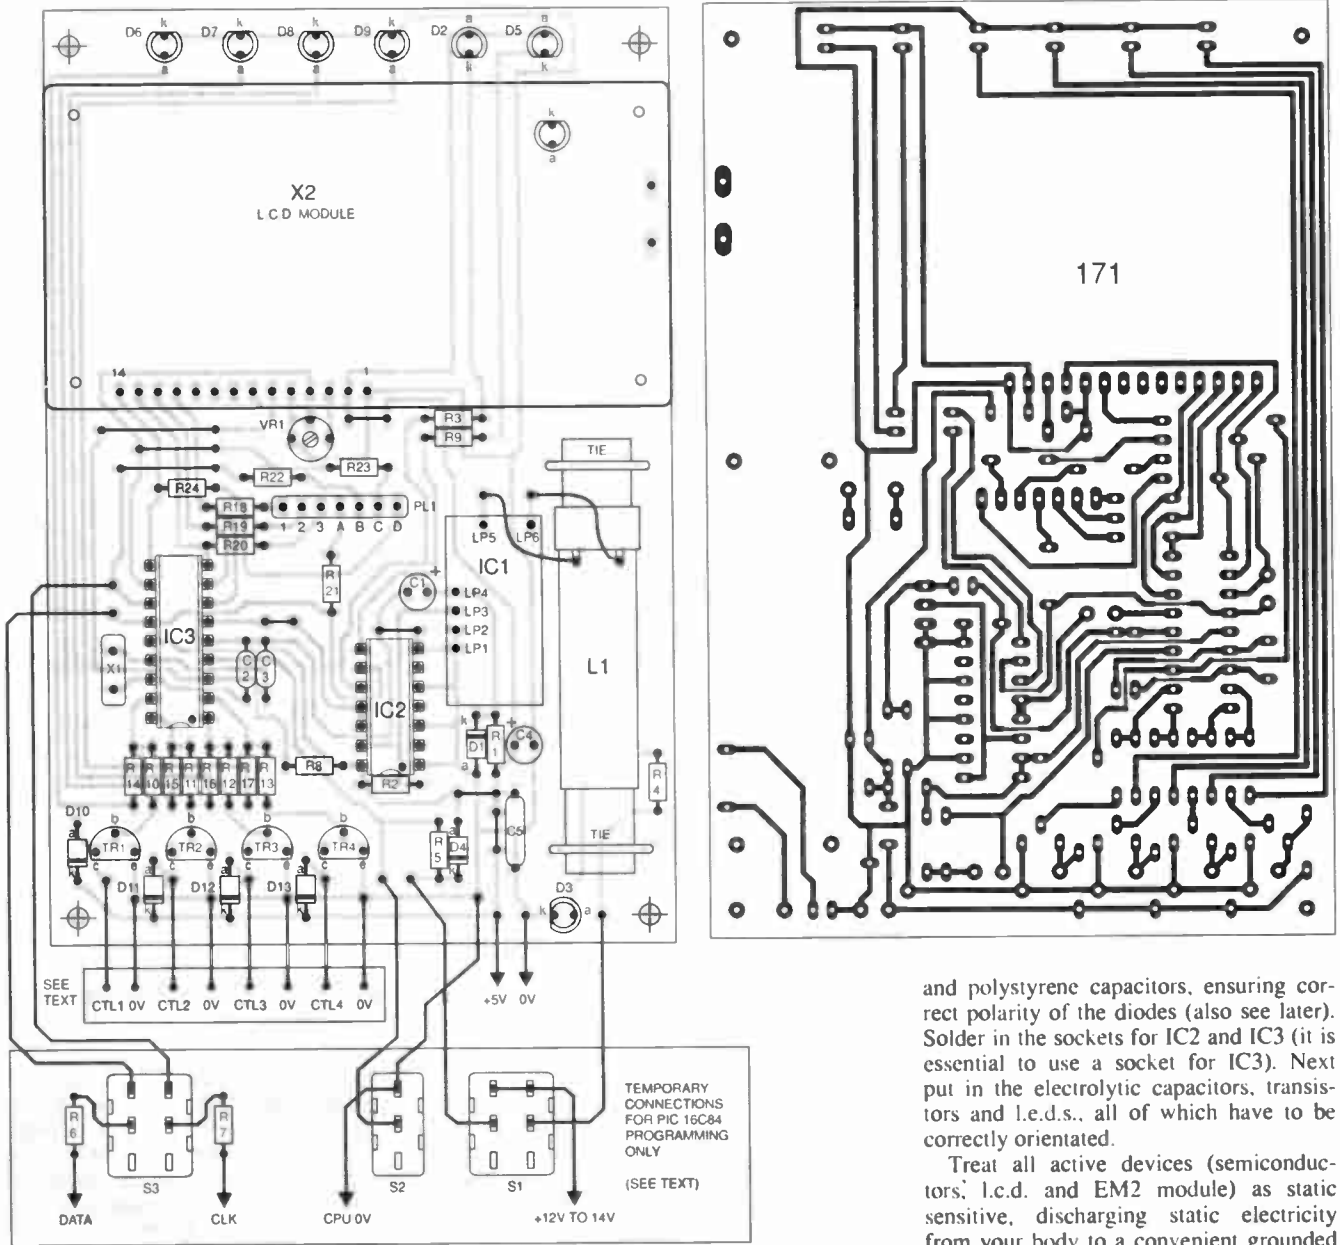 k k k k a a
D6 D7 D8 D9 D2 D5
a a a a k k
k
a
X2
LCD MODULE
14 1
VR1
R3
R9
R23
R22
R24
R18
R19
R20
PL1
1 2 3 A B C D
TIE
LP5 LP6
IC1
R21
C1 +
LP4
LP3
LP2
LP1
IC3
X1
C2 C3
IC2
L1
k
D1
a
R1
+
C4
R8
R2
R4
R14 R10 R15 R11 R16 R12 R17 R13
D10
a
k
b b b b
TR1 TR2 TR3 TR4
c e c e c e c e
R5
a
D4
k
C5
TIE
D11 D12 D13
a a a
k k k
D3
k a
SEE
TEXT
CTL1 0V CTL2 0V CTL3 0V CTL4 0V
+5V 0V
R6
R7
S3
S2
S1
TEMPORARY
CONNECTIONS
FOR PIC 16C84
PROGRAMMING
ONLY
(SEE TEXT)
DATA CLK CPU 0V +12V TO 14V
171
and polystyrene capacitors, ensuring cor-
rect polarity of the diodes (also see later).
Solder in the sockets for IC2 and IC3 (it is
essential to use a socket for IC3). Next
put in the electrolytic capacitors, transis-
tors and l.e.d.s., all of which have to be
correctly orientated.
Treat all active devices (semiconduc-
tors, l.c.d. and EM2 module) as static
sensitive, discharging static electricity
from your body to a convenient grounded